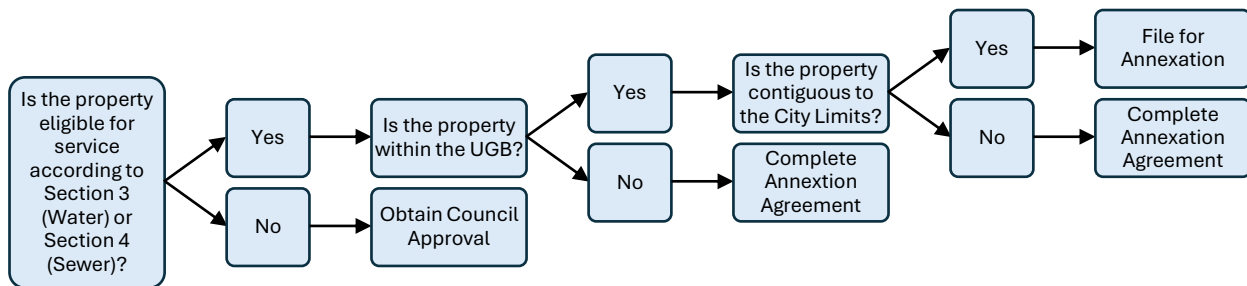 Is the property
eligible for
service
according to
Section 3
(Water) or
Section 4
(Sewer)?
Yes
No
Is the property
within the UGB?
Obtain Council
Approval
Yes
No
Is the property
contiguous to
the City Limits?
Complete
Annextion
Agreement
Yes
No
File for
Annexation
Complete
Annexation
Agreement